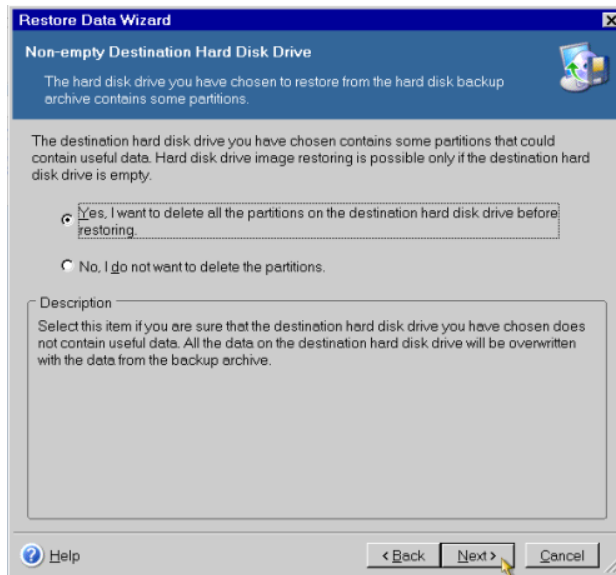 Restore Data Wizard
Non-empty Destination Hard Disk Drive
The hard disk drive you have chosen to restore from the hard disk backup
archive contains some partitions.
The destination hard disk drive you have chosen contains some partitions that could
contain useful data. Hard disk drive image restoring is possible only if the destination hard
disk drive is empty.
Yes, I want to delete all the partitions on the destination hard disk drive before
restoring.
No, I do not want to delete the partitions.
Description
Select this item if you are sure that the destination hard disk drive you have chosen does
not contain useful data. All the data on the destination hard disk drive will be overwritten
with the data from the backup archive.
Help
< Back
Next >
Cancel